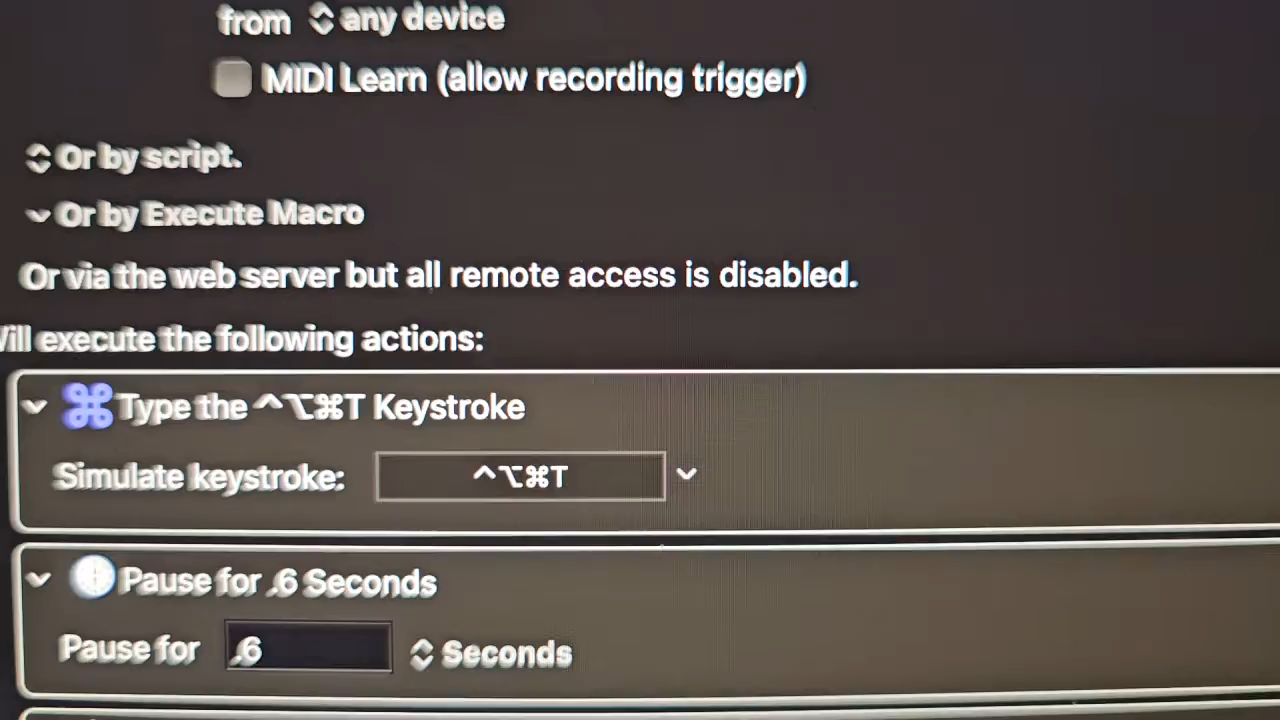 from any device
MIDI Learn (allow recording trigger)
Or by script.
Or by Execute Macro
Or via the web server but all remote access is disabled.
Will execute the following actions:
Type the ^⌥⌘T Keystroke
Simulate keystroke: ^⌥⌘T
Pause for .6 Seconds
Pause for .6 Seconds